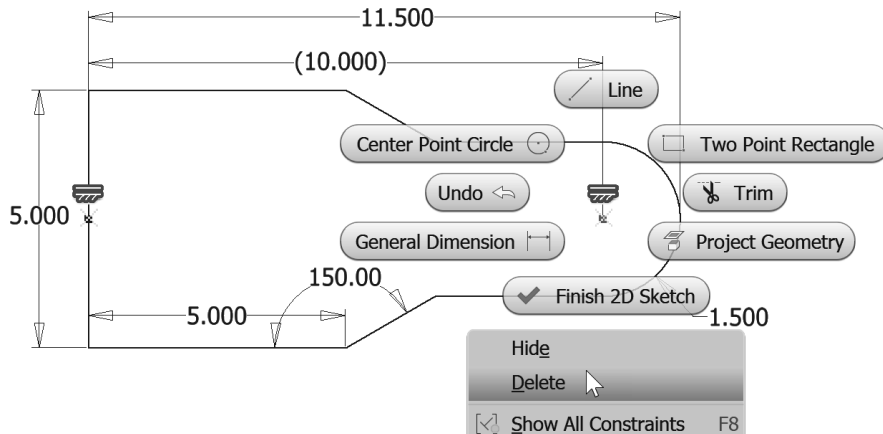 11.500
(10.000)
Line
Center Point Circle
Two Point Rectangle
Undo
Trim
5.000
General Dimension
Project Geometry
150.00
Finish 2D Sketch
5.000
1.500
Hide
Delete
Show All Constraints F8